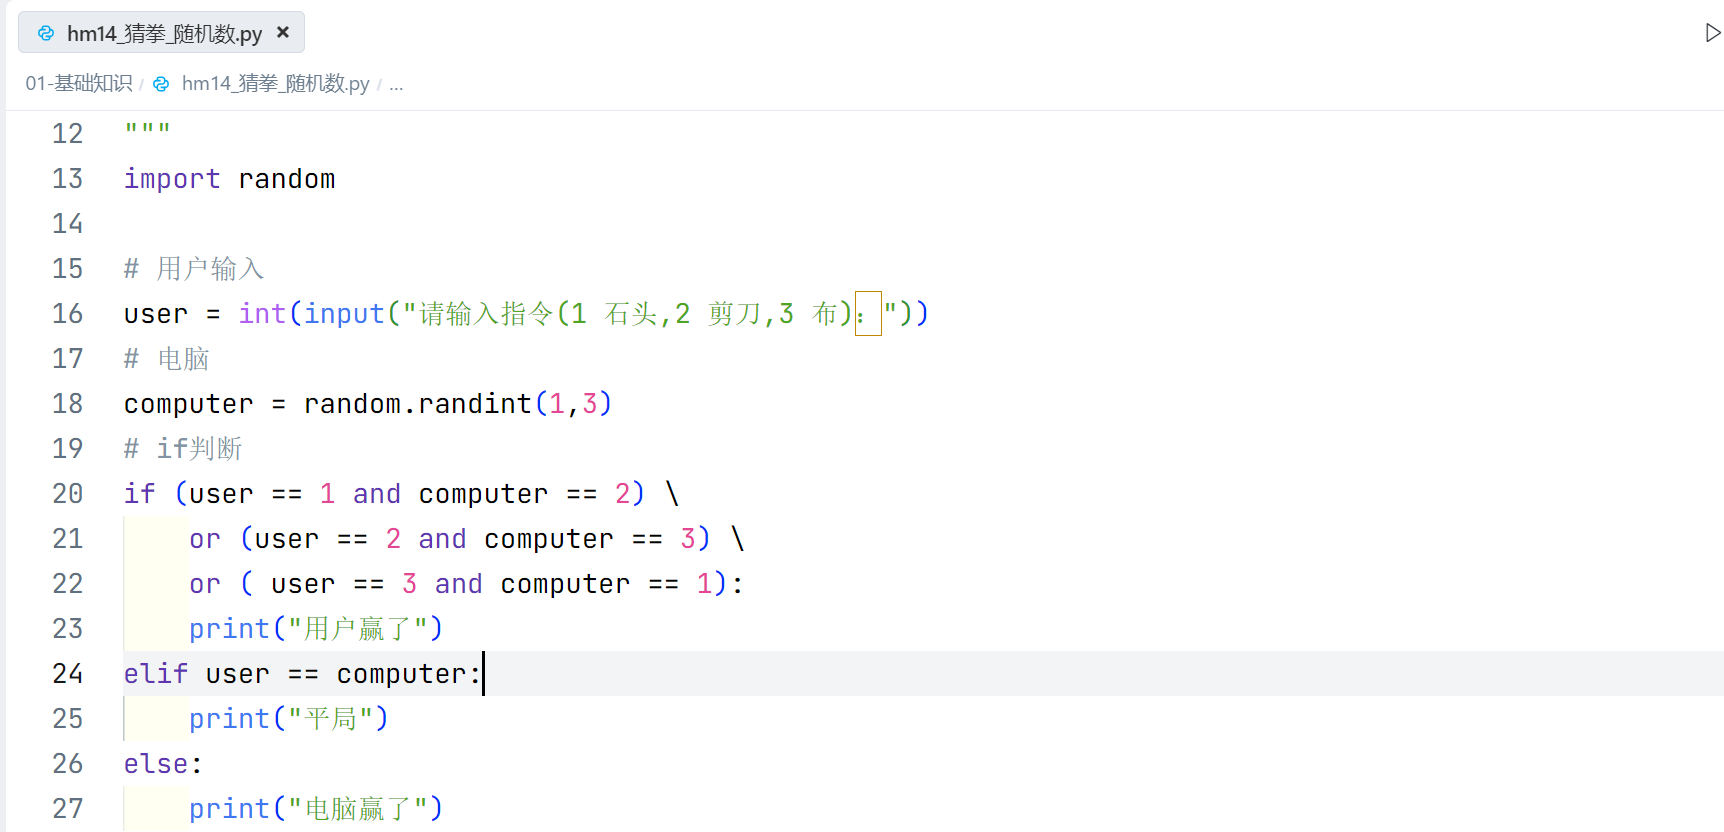 hm14_猜拳_随机数.py ×
01-基础知识 / hm14_猜拳_随机数.py / ...
12 """
13 import random
14
15 # 用户输入
16 user = int(input("请输入指令(1 石头,2 剪刀,3 布)："))
17 # 电脑
18 computer = random.randint(1,3)
19 # if判断
20 if (user == 1 and computer == 2) \
21     or (user == 2 and computer == 3) \
22     or ( user == 3 and computer == 1):
23     print("用户赢了")
24 elif user == computer:
25     print("平局")
26 else:
27     print("电脑赢了")